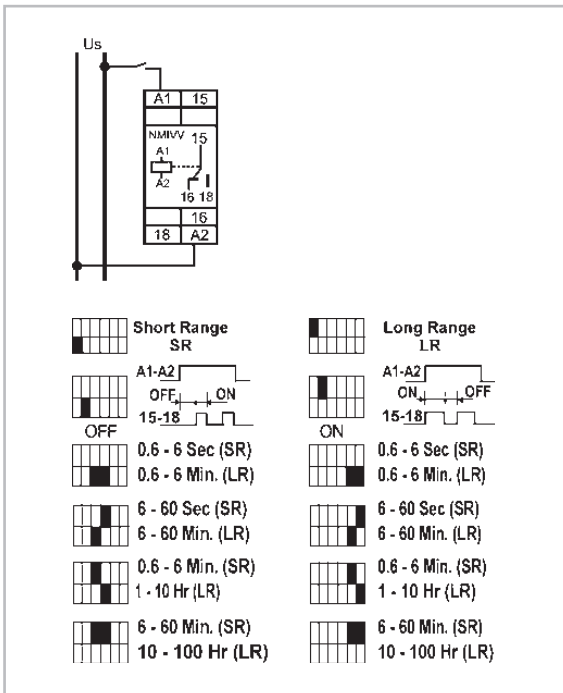 Us
A1 15
NMIVV 15
A1
A2
16 18
16
18 A2
Short Range
SR
Long Range
LR
A1-A2
OFF ON
15-18
OFF
A1-A2
ON OFF
15-18
ON
0.6 - 6 Sec (SR)
0.6 - 6 Min. (LR)
0.6 - 6 Sec (SR)
0.6 - 6 Min. (LR)
6 - 60 Sec (SR)
6 - 60 Min. (LR)
6 - 60 Sec (SR)
6 - 60 Min. (LR)
0.6 - 6 Min. (SR)
1 - 10 Hr (LR)
0.6 - 6 Min. (SR)
1 - 10 Hr (LR)
6 - 60 Min. (SR)
10 - 100 Hr (LR)
6 - 60 Min. (SR)
10 - 100 Hr (LR)